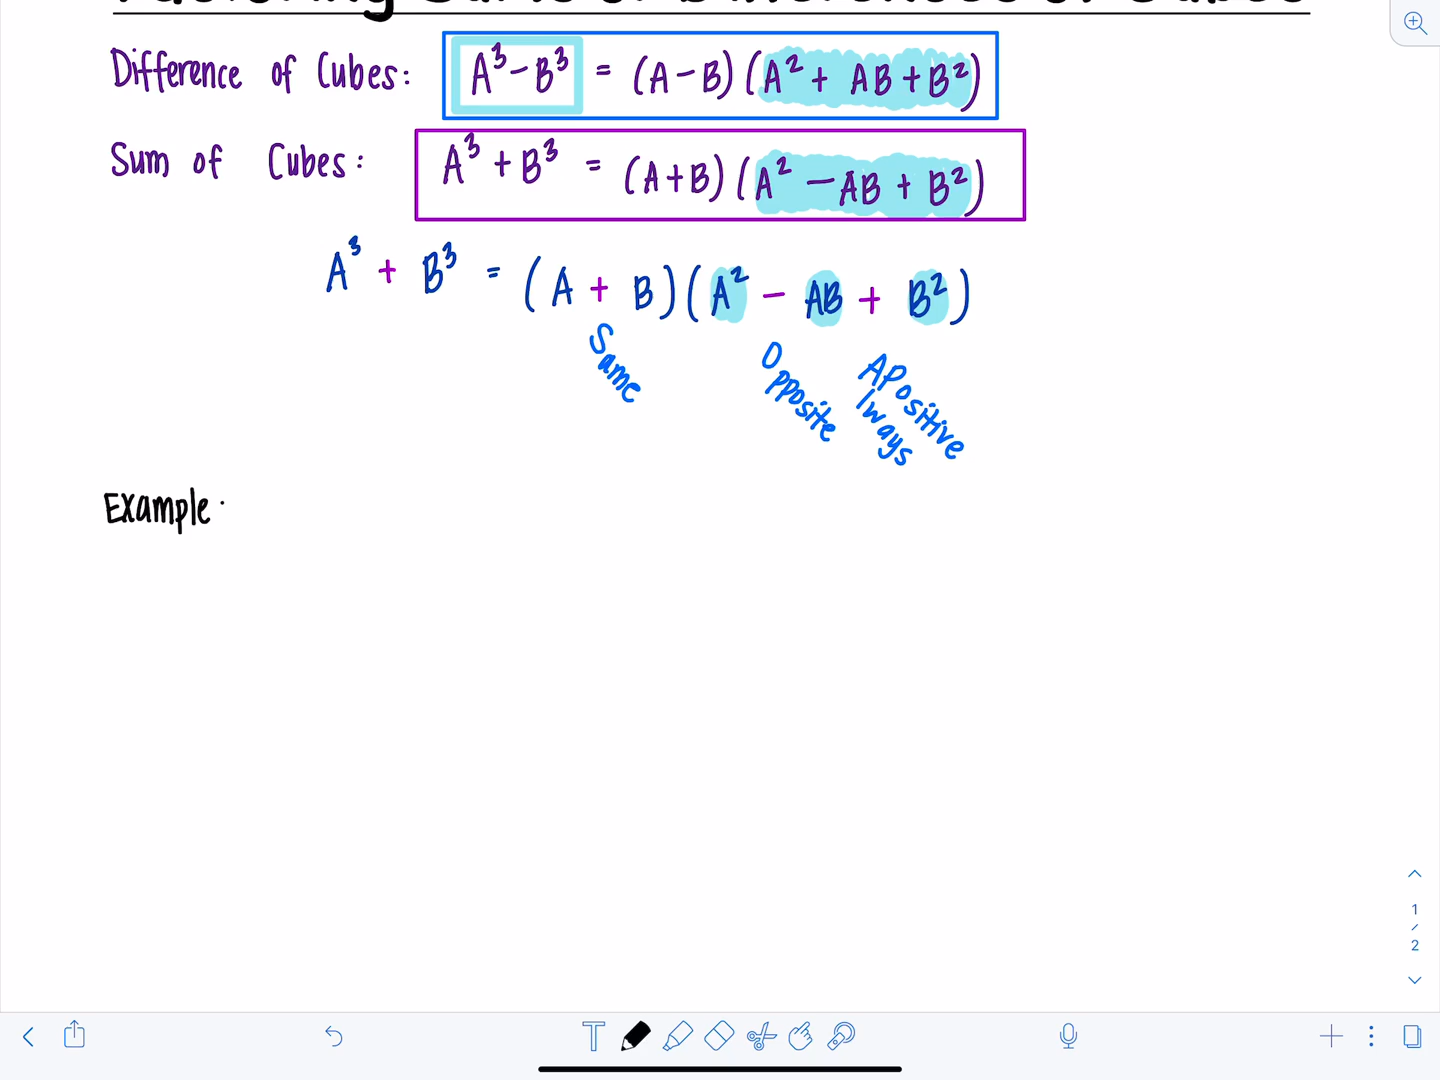 Difference of Cubes: A³-B³ = (A-B)(A²+ AB+B²)
Sum of Cubes: A³+B³ = (A+B)(A² -AB+B²)
A³ + B³ = (A + B)(A² - AB + B²)
Same Opposite Always Positive
Example:
1
/
2
T